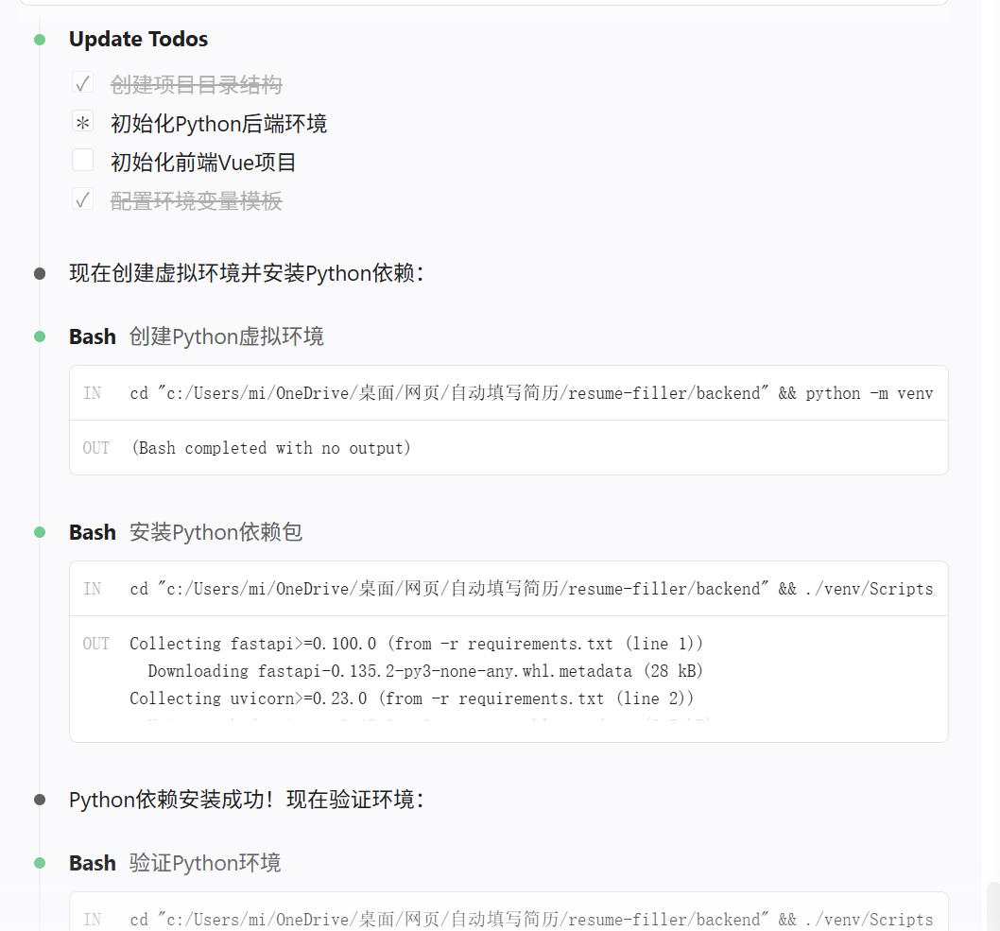 Update Todos
创建项目目录结构
初始化Python后端环境
初始化前端Vue项目
配置环境变量模板
现在创建虚拟环境并安装Python依赖：
Bash 创建Python虚拟环境
IN cd "c:/Users/mi/OneDrive/桌面/网页/自动填写简历/resume-filler/backend" && python -m venv
OUT (Bash completed with no output)
Bash 安装Python依赖包
IN cd "c:/Users/mi/OneDrive/桌面/网页/自动填写简历/resume-filler/backend" && ./venv/Scripts
OUT Collecting fastapi>=0.100.0 (from -r requirements.txt (line 1))
Downloading fastapi-0.135.2-py3-none-any.whl.metadata (28 kB)
Collecting uvicorn>=0.23.0 (from -r requirements.txt (line 2))
Python依赖安装成功！现在验证环境：
Bash 验证Python环境
IN cd "c:/Users/mi/OneDrive/桌面/网页/自动填写简历/resume-filler/backend" && ./venv/Scripts